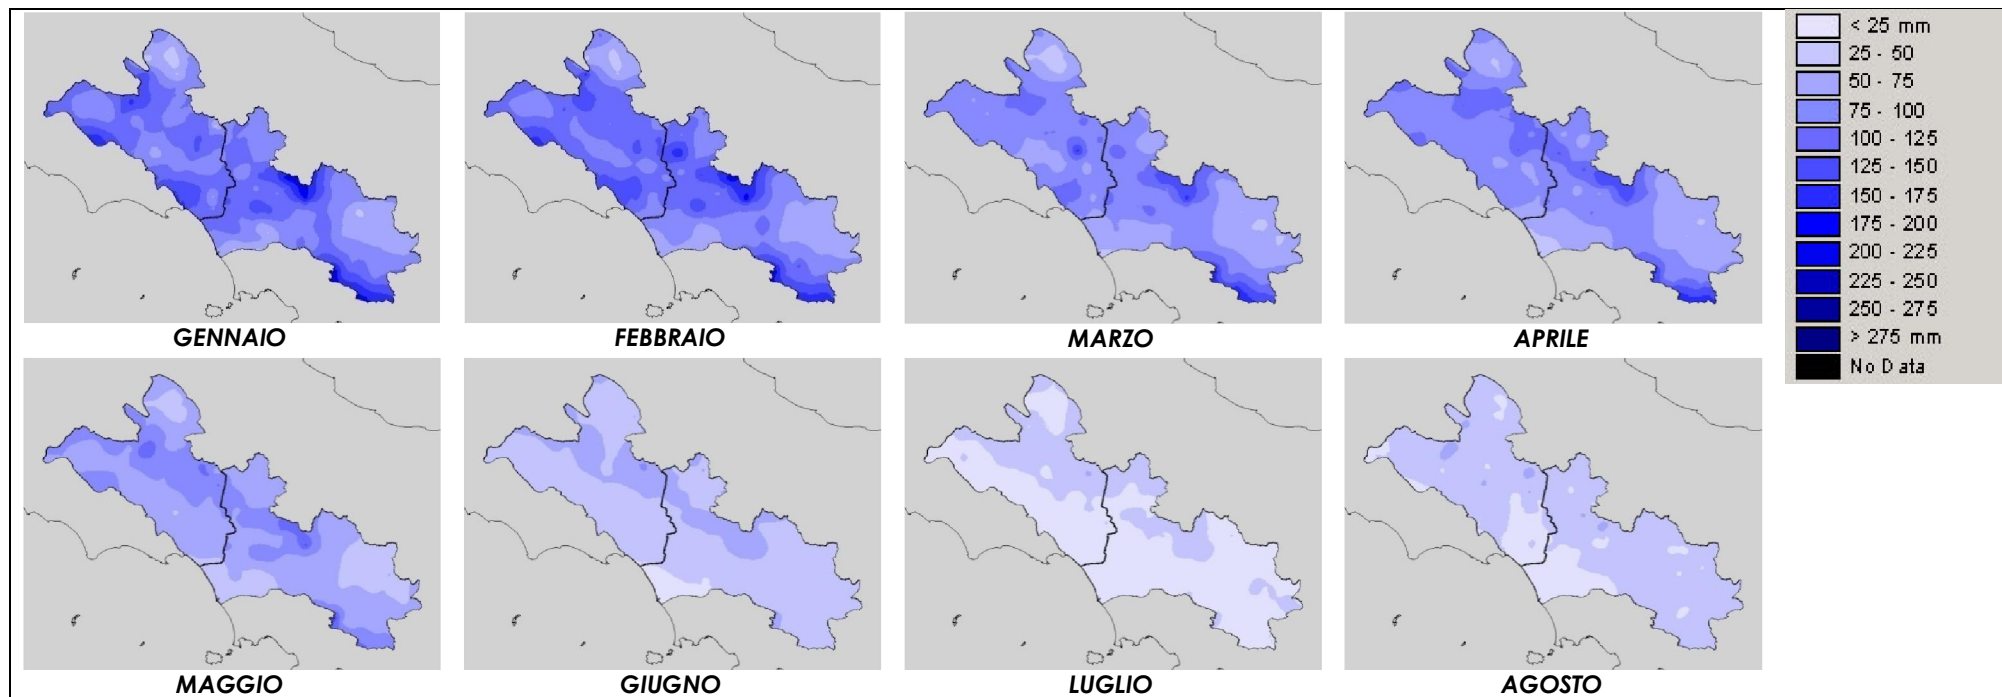 GENNAIO
FEBBRAIO
MARZO
APRILE
MAGGIO
GIUGNO
LUGLIO
AGOSTO
< 25 mm
25 - 50
50 - 75
75 - 100
100 - 125
125 - 150
150 - 175
175 - 200
200 - 225
225 - 250
250 - 275
> 275 mm
No Data